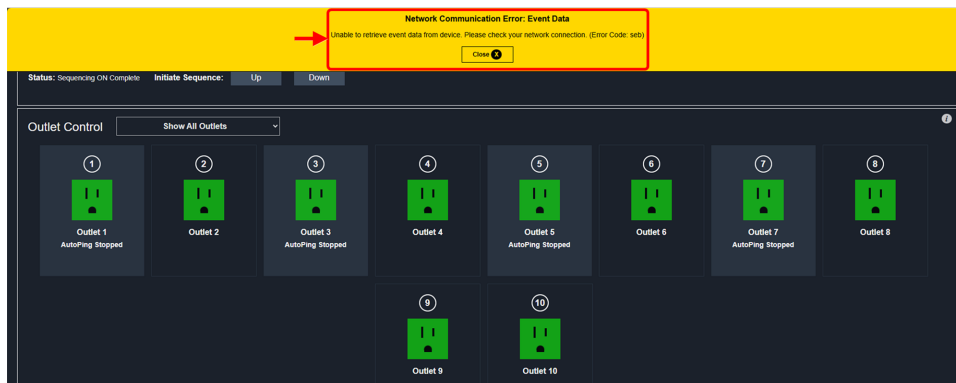 Network Communication Error: Event Data
Unable to retrieve event data from device. Please check your network connection. (Error Code: seb)
Close X
Status: Sequencing ON Complete Initiate Sequence: Up Down
Outlet Control Show All Outlets i
1 2 3 4 5 6 7 8
Outlet 1 Outlet 2 Outlet 3 Outlet 4 Outlet 5 Outlet 6 Outlet 7 Outlet 8
AutoPing Stopped AutoPing Stopped AutoPing Stopped AutoPing Stopped
9 10
Outlet 9 Outlet 10